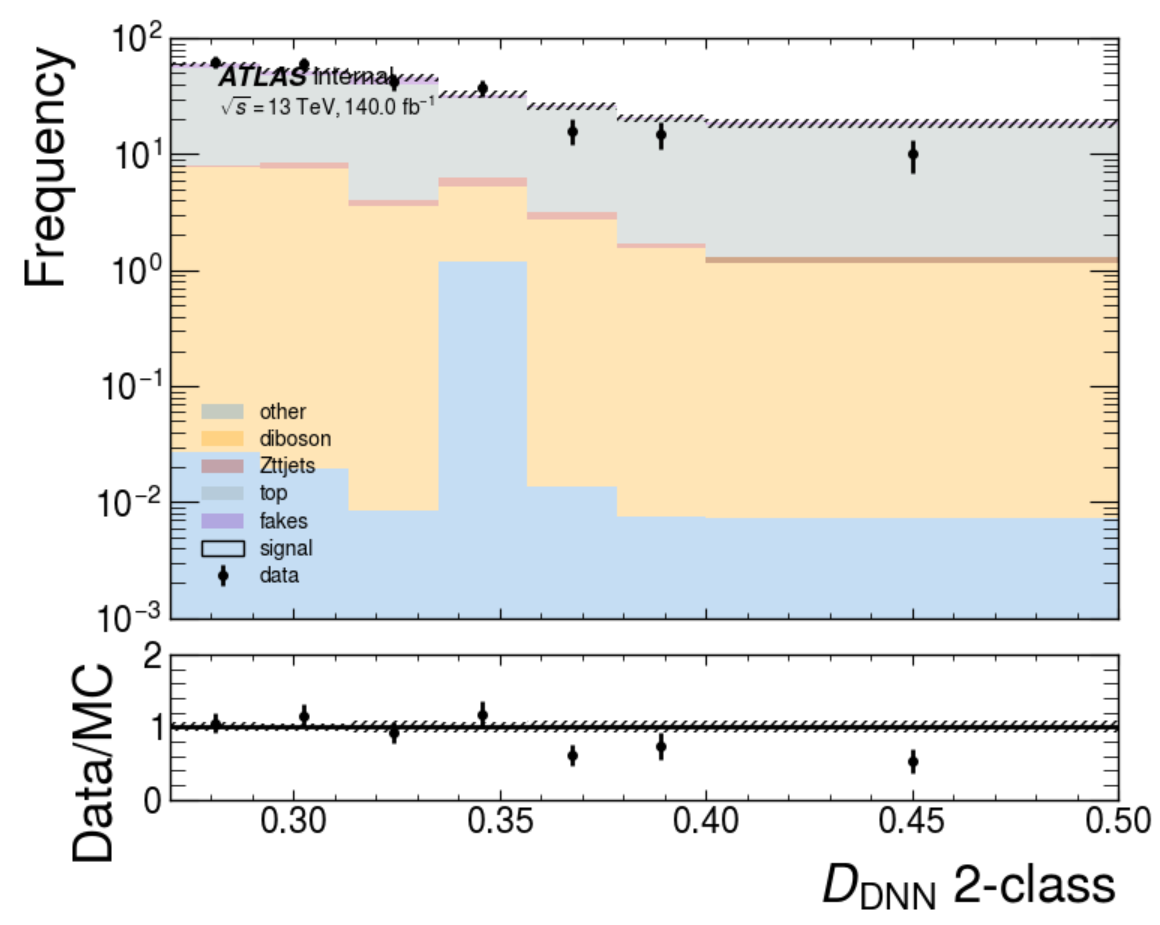 Frequency
10²
10¹
10⁰
10⁻¹
10⁻²
10⁻³
ATLAS Internal
√s = 13 TeV, 140.0 fb⁻¹
other
diboson
Zttjets
top
fakes
signal
data
Data/MC
2
1
0
0.30 0.35 0.40 0.45 0.50
D_DNN 2-class